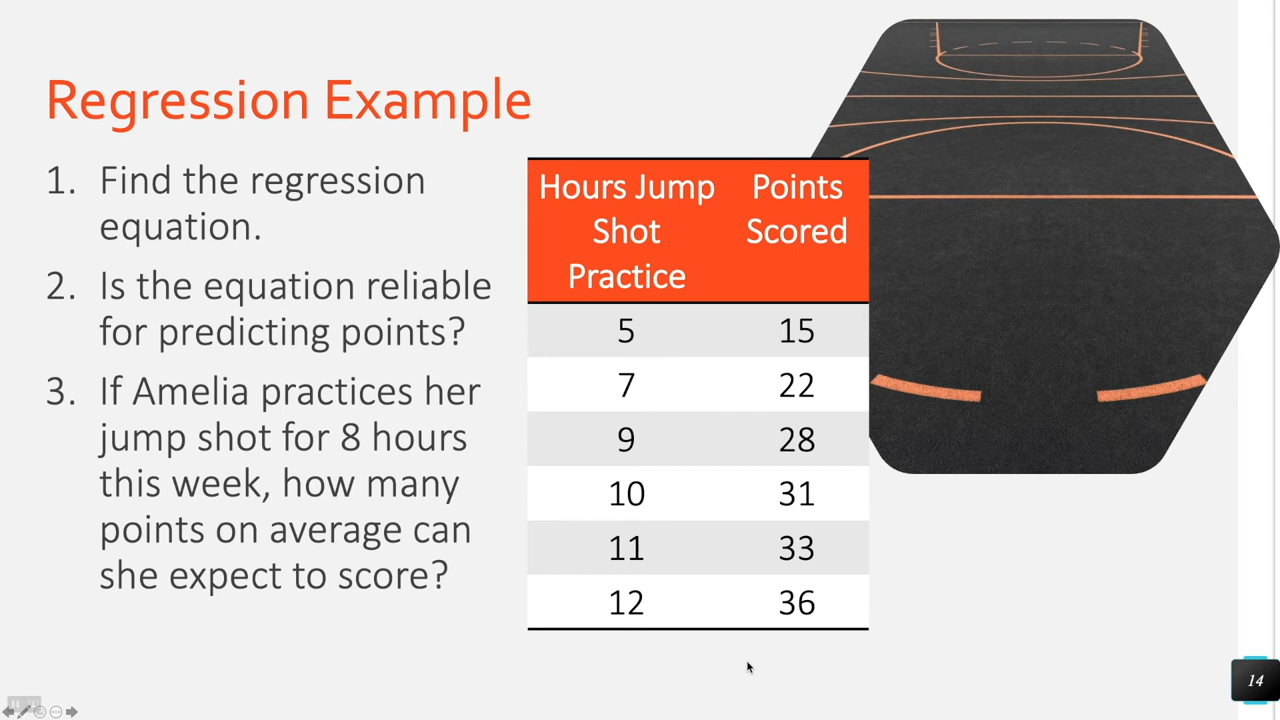 Regression Example
1. Find the regression
equation.
2. Is the equation reliable
for predicting points?
3. If Amelia practices her
jump shot for 8 hours
this week, how many
points on average can
she expect to score?
Hours Jump Points
Shot Scored
Practice
5 15
7 22
9 28
10 31
11 33
12 36
14